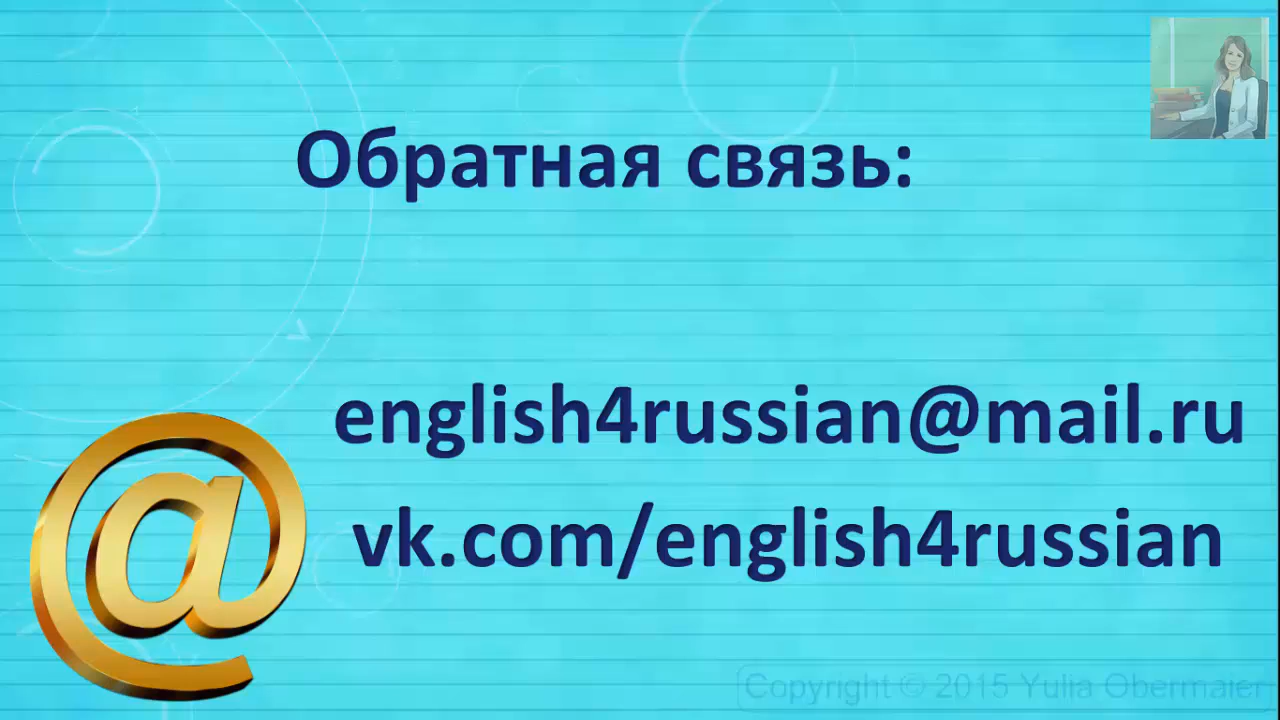 Обратная связь:
english4russian@mail.ru
vk.com/english4russian
Copyright © 2015 Yulia Obermaier